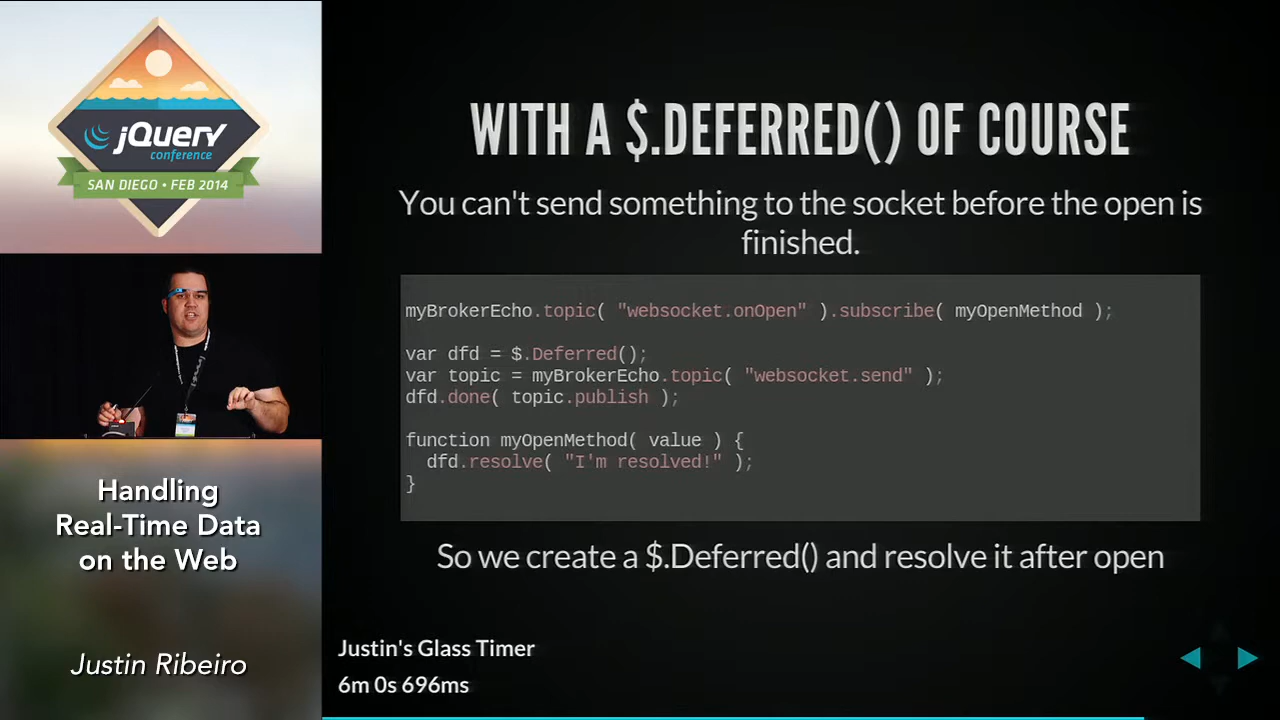 jQuery
conference
SAN DIEGO • FEB 2014
Handling
Real-Time Data
on the Web
Justin Ribeiro
WITH A $.DEFERRED() OF COURSE
You can't send something to the socket before the open is
finished.
myBrokerEcho.topic( "websocket.onOpen" ).subscribe( myOpenMethod );
var dfd = $.Deferred();
var topic = myBrokerEcho.topic( "websocket.send" );
dfd.done( topic.publish );
function myOpenMethod( value ) {
  dfd.resolve( "I'm resolved!" );
}
So we create a $.Deferred() and resolve it after open
Justin's Glass Timer
6m 0s 696ms